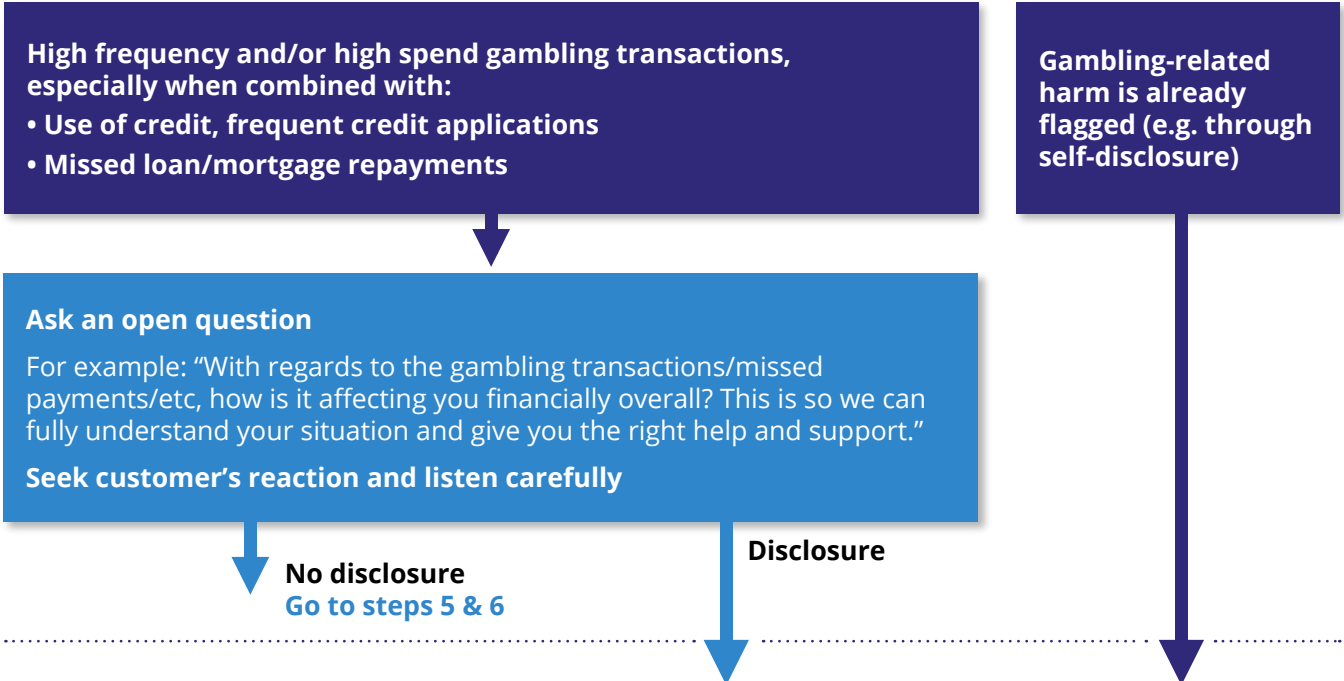 High frequency and/or high spend gambling transactions,
especially when combined with:
• Use of credit, frequent credit applications
• Missed loan/mortgage repayments
Gambling-related
harm is already
flagged (e.g. through
self-disclosure)
Ask an open question
For example: “With regards to the gambling transactions/missed
payments/etc, how is it affecting you financially overall? This is so we can
fully understand your situation and give you the right help and support.”
Seek customer’s reaction and listen carefully
No disclosure
Go to steps 5 & 6
Disclosure